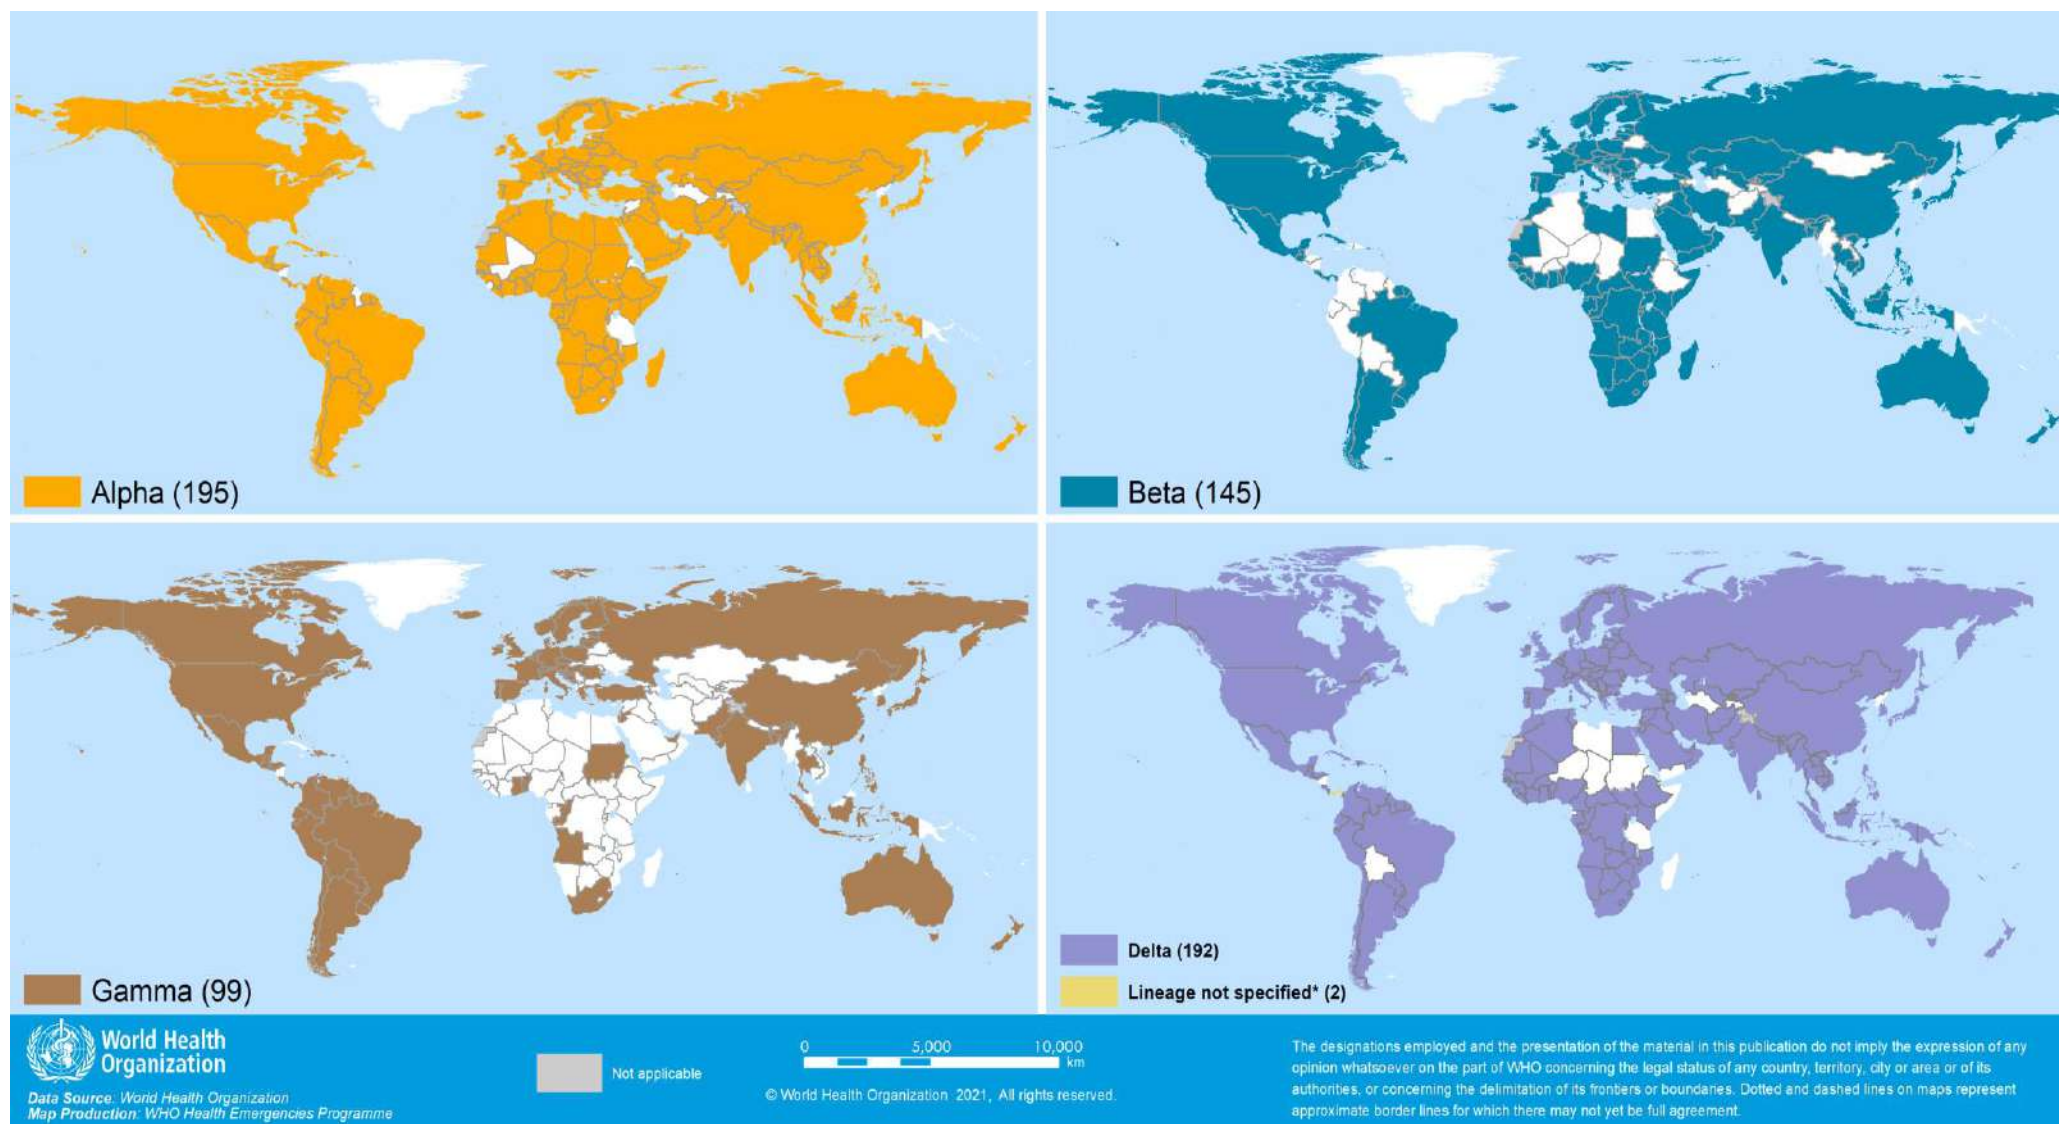 Alpha (195)
Beta (145)
Gamma (99)
Delta (192)
Lineage not specified* (2)
World Health
Organization
Data Source: World Health Organization
Map Production: WHO Health Emergencies Programme
Not applicable
0 5,000 10,000
km
© World Health Organization 2021, All rights reserved.
The designations employed and the presentation of the material in this publication do not imply the expression of any
opinion whatsoever on the part of WHO concerning the legal status of any country, territory, city or area or of its
authorities, or concerning the delimitation of its frontiers or boundaries. Dotted and dashed lines on maps represent
approximate border lines for which there may not yet be full agreement.